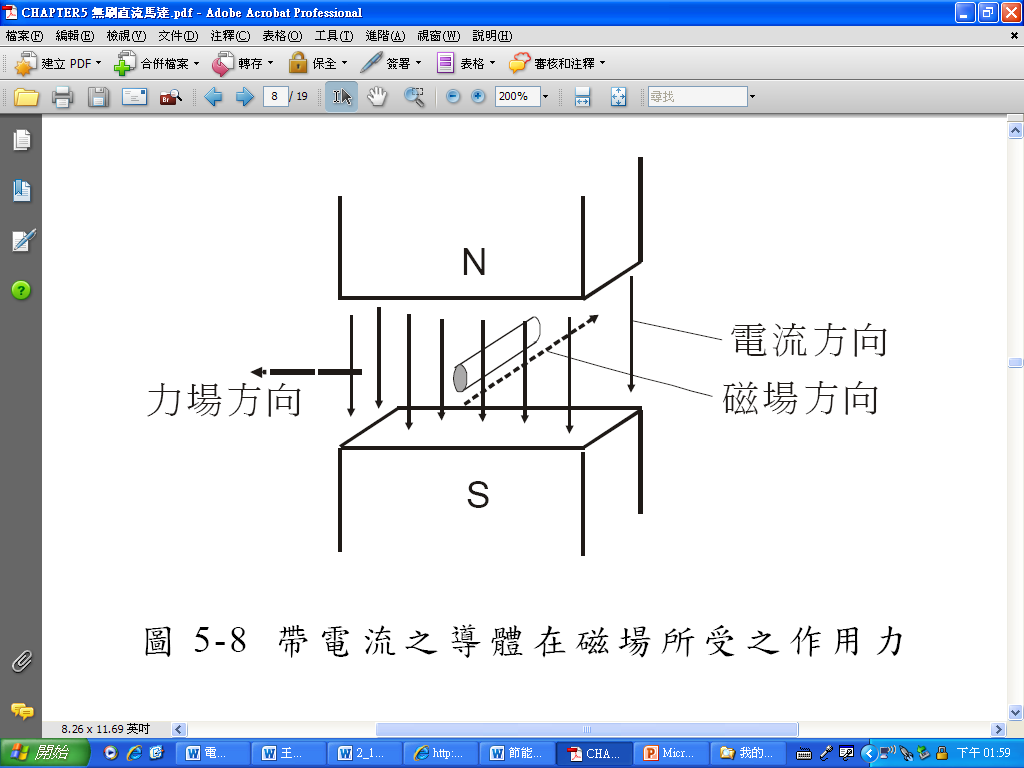 CHAPTER5 無刷直流馬達.pdf - Adobe Acrobat Professional
檔案(F) 編輯(E) 檢視(V) 文件(D) 注釋(C) 表格(O) 工具(T) 進階(A) 視窗(W) 說明(H)
建立 PDF 合併檔案 轉存 保全 簽署 表格 審核和注釋
8 / 19 200% 尋找
N
電流方向
力場方向
磁場方向
S
圖 5-8 帶電流之導體在磁場所受之作用力
8.26 x 11.69 英吋
開始 電... 王... 2_1... http:... 節能... CHA... Micr... 我的... 下午 01:59